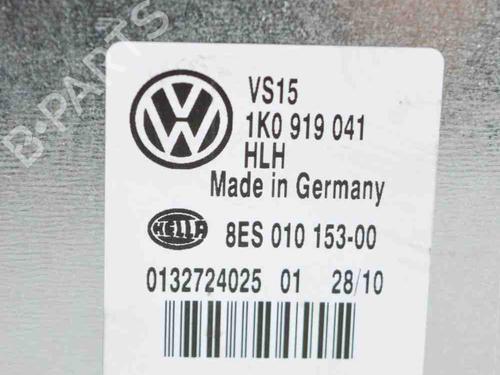 B-PARTS
VS15
1K0 919 041
HLH
Made in Germany
HELLA
8ES 010 153-00
0132724025 01 28/10